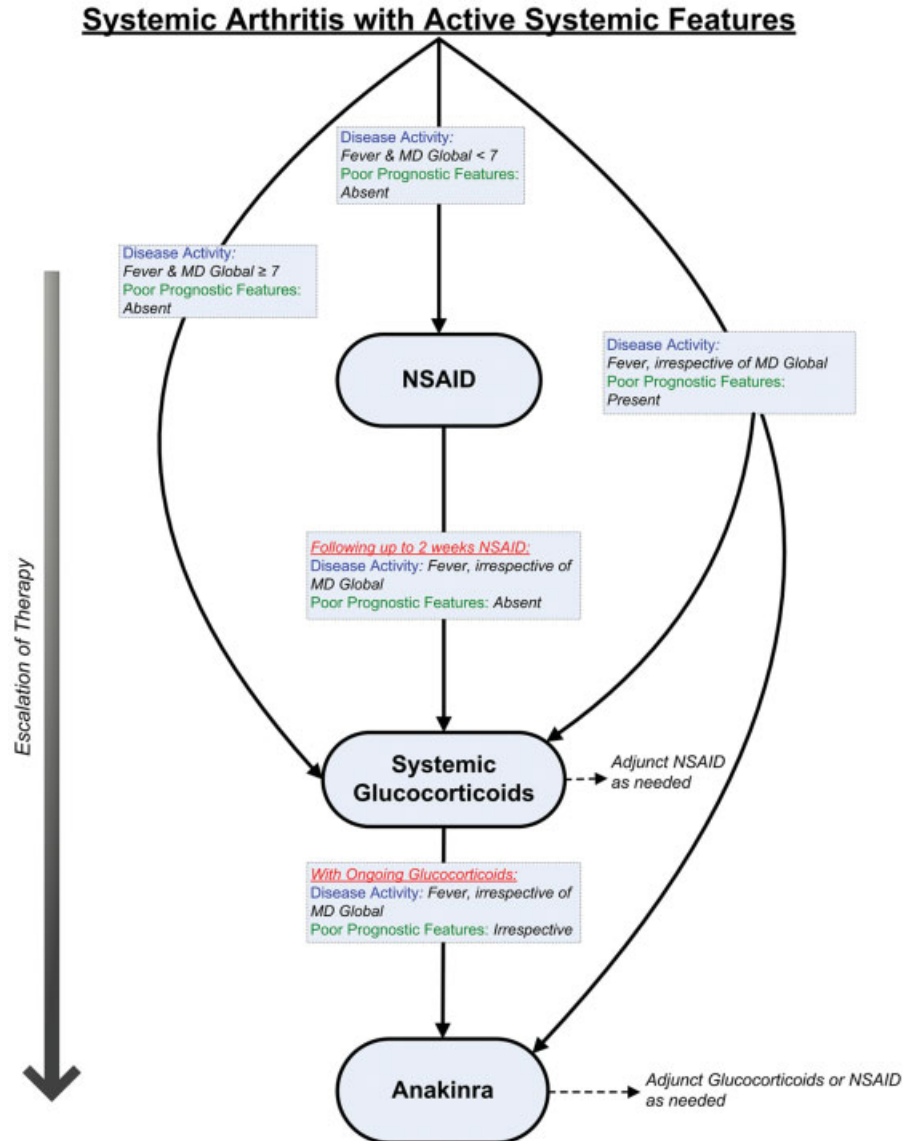 Systemic Arthritis with Active Systemic Features
Disease Activity:
Fever & MD Global < 7
Poor Prognostic Features:
Absent
Disease Activity:
Fever & MD Global ≥ 7
Poor Prognostic Features:
Absent
Disease Activity:
Fever, irrespective of MD Global
Poor Prognostic Features:
Present
NSAID
Escalation of Therapy
Following up to 2 weeks NSAID:
Disease Activity: Fever, irrespective of
MD Global
Poor Prognostic Features: Absent
Systemic
Glucocorticoids
Adjunct NSAID
as needed
With Ongoing Glucocorticoids:
Disease Activity: Fever, irrespective of
MD Global
Poor Prognostic Features: Irrespective
Anakinra
Adjunct Glucocorticoids or NSAID
as needed